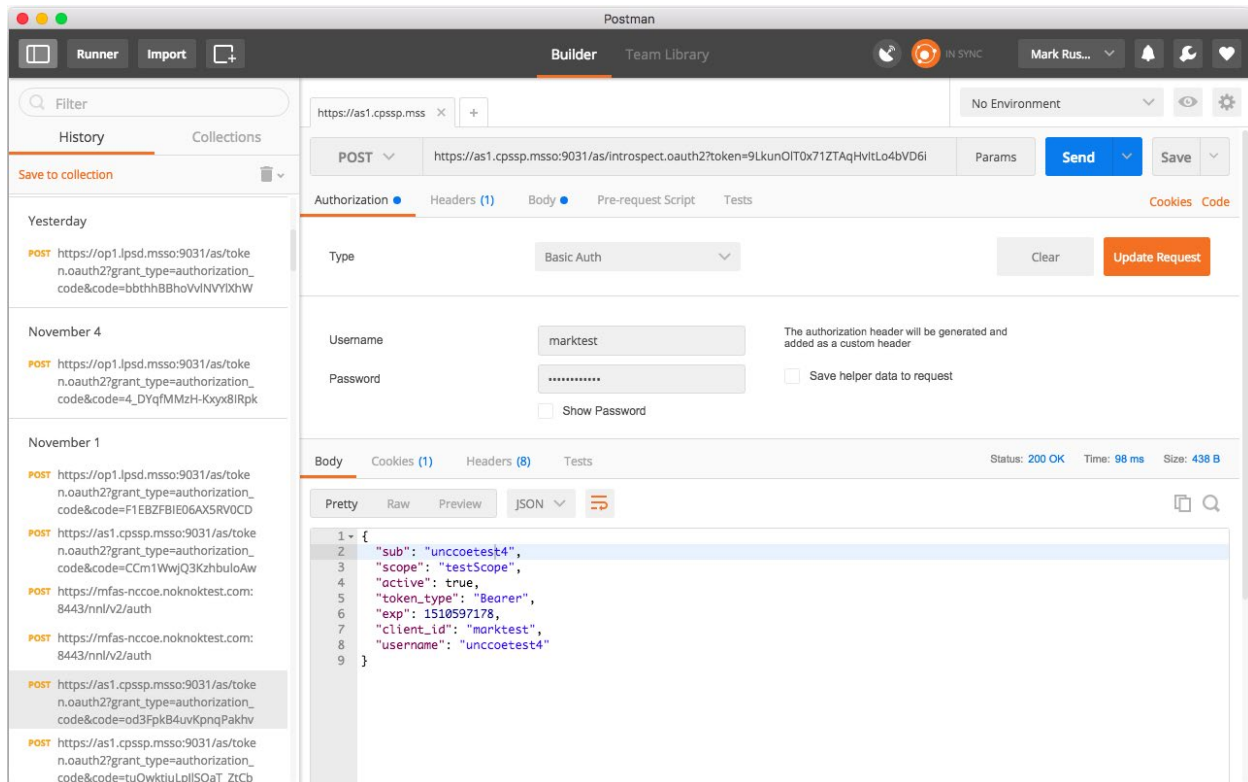 Postman
Runner Import Builder Team Library IN SYNC Mark Rus...
Filter
History Collections
Save to collection
Yesterday
POST https://op1.lpsd.msso:9031/as/toke
n.oauth2?grant_type=authorization_
code&code=bbthhBBhoVvlNVYlXhW
November 4
POST https://op1.lpsd.msso:9031/as/toke
n.oauth2?grant_type=authorization_
code&code=4_DYqfMMzH-Kxyx8IRpk
November 1
POST https://op1.lpsd.msso:9031/as/toke
n.oauth2?grant_type=authorization_
code&code=F1EBZFBIE06AX5RV0CD
POST https://as1.cpssp.msso:9031/as/toke
n.oauth2?grant_type=authorization_
code&code=CCm1WwjQ3KzhbuloAw
POST https://mfas-nccoe.noknoktest.com:
8443/nnl/v2/auth
POST https://mfas-nccoe.noknoktest.com:
8443/nnl/v2/auth
POST https://as1.cpssp.msso:9031/as/toke
n.oauth2?grant_type=authorization_
code&code=od3FpkB4uvKpnqPakhv
POST https://as1.cpssp.msso:9031/as/toke
n.oauth2?grant_type=authorization_
code&code=tuOwktiuLpJlSOaT_ZtCb
https://as1.cpssp.mss
No Environment
POST https://as1.cpssp.msso:9031/as/introspect.oauth2?token=9LkunOlT0x71ZTAqHvItLo4bVD6i Params Send Save
Authorization Headers (1) Body Pre-request Script Tests Cookies Code
Type Basic Auth Clear Update Request
Username marktest The authorization header will be generated and
added as a custom header
Password Save helper data to request
Show Password
Body Cookies (1) Headers (8) Tests Status: 200 OK Time: 98 ms Size: 438 B
Pretty Raw Preview JSON
1 {
2 "sub": "unccoetest4",
3 "scope": "testScope",
4 "active": true,
5 "token_type": "Bearer",
6 "exp": 1510597178,
7 "client_id": "marktest",
8 "username": "unccoetest4"
9 }